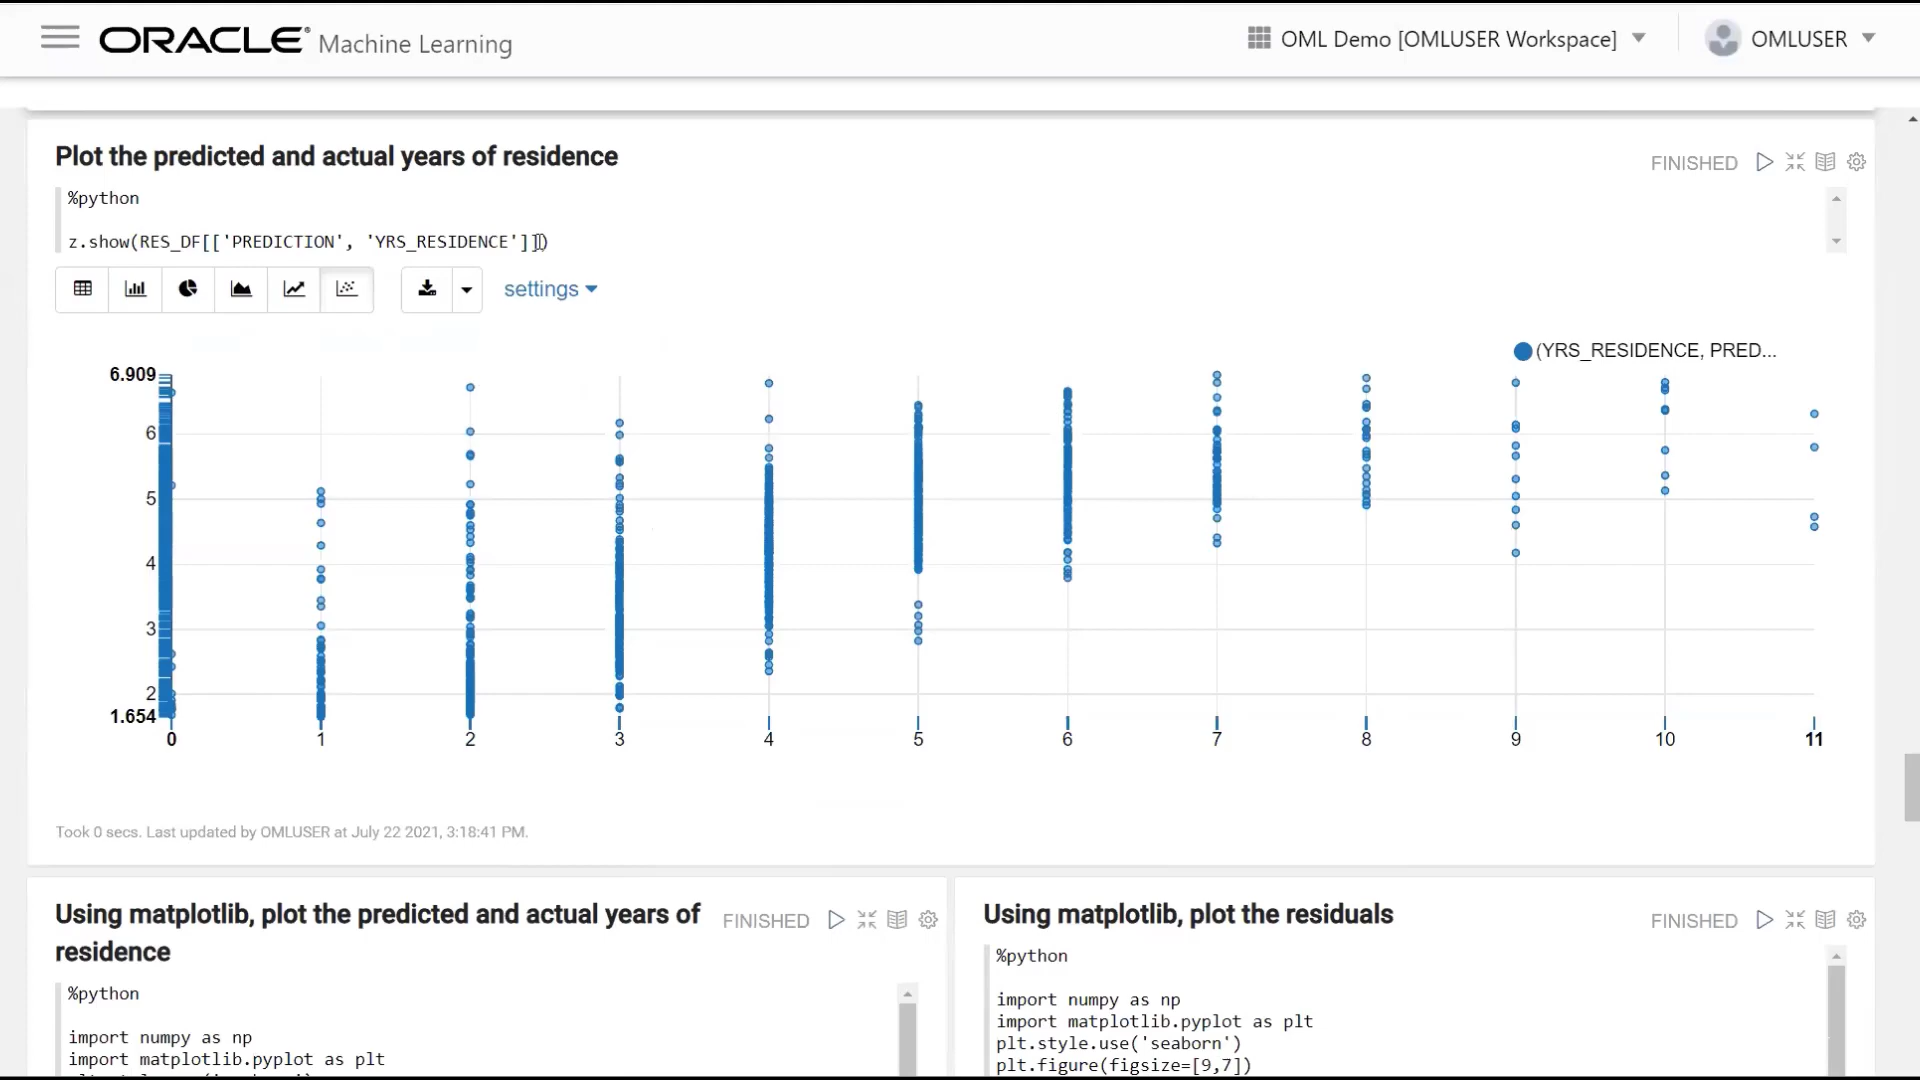 ORACLE® Machine Learning
OML Demo [OMLUSER Workspace]
OMLUSER
Plot the predicted and actual years of residence
FINISHED
%python
z.show(RES_DF[['PREDICTION', 'YRS_RESIDENCE']])
settings
(YRS_RESIDENCE, PRED...
6.909
6
5
4
3
2
1.654
0 1 2 3 4 5 6 7 8 9 10 11
Took 0 secs. Last updated by OMLUSER at July 22 2021, 3:18:41 PM.
Using matplotlib, plot the predicted and actual years of
residence
FINISHED
%python
import numpy as np
import matplotlib.pyplot as plt
Using matplotlib, plot the residuals
FINISHED
%python
import numpy as np
import matplotlib.pyplot as plt
plt.style.use('seaborn')
plt.figure(figsize=[9,7])